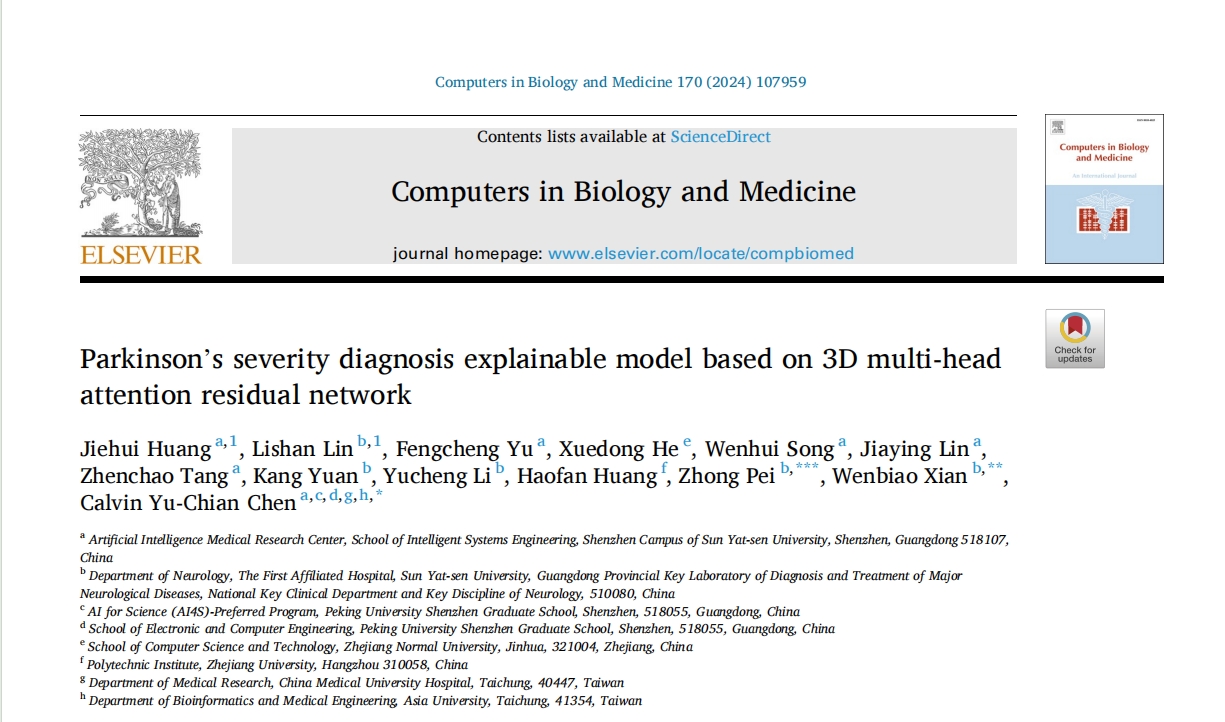 Computers in Biology and Medicine 170 (2024) 107959
Contents lists available at ScienceDirect
Computers in Biology and Medicine
journal homepage: www.elsevier.com/locate/compbiomed
ELSEVIER
Computers in Biology
and Medicine
An International Journal
Check for
updates
Parkinson's severity diagnosis explainable model based on 3D multi-head
attention residual network
Jiehui Huang a,1, Lishan Lin b,1, Fengcheng Yu a, Xuedong He e, Wenhui Song a, Jiaying Lin a,
Zhenchao Tang a, Kang Yuan b, Yucheng Li b, Haofan Huang f, Zhong Pei b,***, Wenbiao Xian b,**,
Calvin Yu-Chian Chen a,c,d,g,h,*
a Artificial Intelligence Medical Research Center, School of Intelligent Systems Engineering, Shenzhen Campus of Sun Yat-sen University, Shenzhen, Guangdong 518107,
China
b Department of Neurology, The First Affiliated Hospital, Sun Yat-sen University, Guangdong Provincial Key Laboratory of Diagnosis and Treatment of Major
Neurological Diseases, National Key Clinical Department and Key Discipline of Neurology, 510080, China
c AI for Science (AI4S)-Preferred Program, Peking University Shenzhen Graduate School, Shenzhen, 518055, Guangdong, China
d School of Electronic and Computer Engineering, Peking University Shenzhen Graduate School, Shenzhen, 518055, Guangdong, China
e School of Computer Science and Technology, Zhejiang Normal University, Jinhua, 321004, Zhejiang, China
f Polytechnic Institute, Zhejiang University, Hangzhou 310058, China
g Department of Medical Research, China Medical University Hospital, Taichung, 40447, Taiwan
h Department of Bioinformatics and Medical Engineering, Asia University, Taichung, 41354, Taiwan